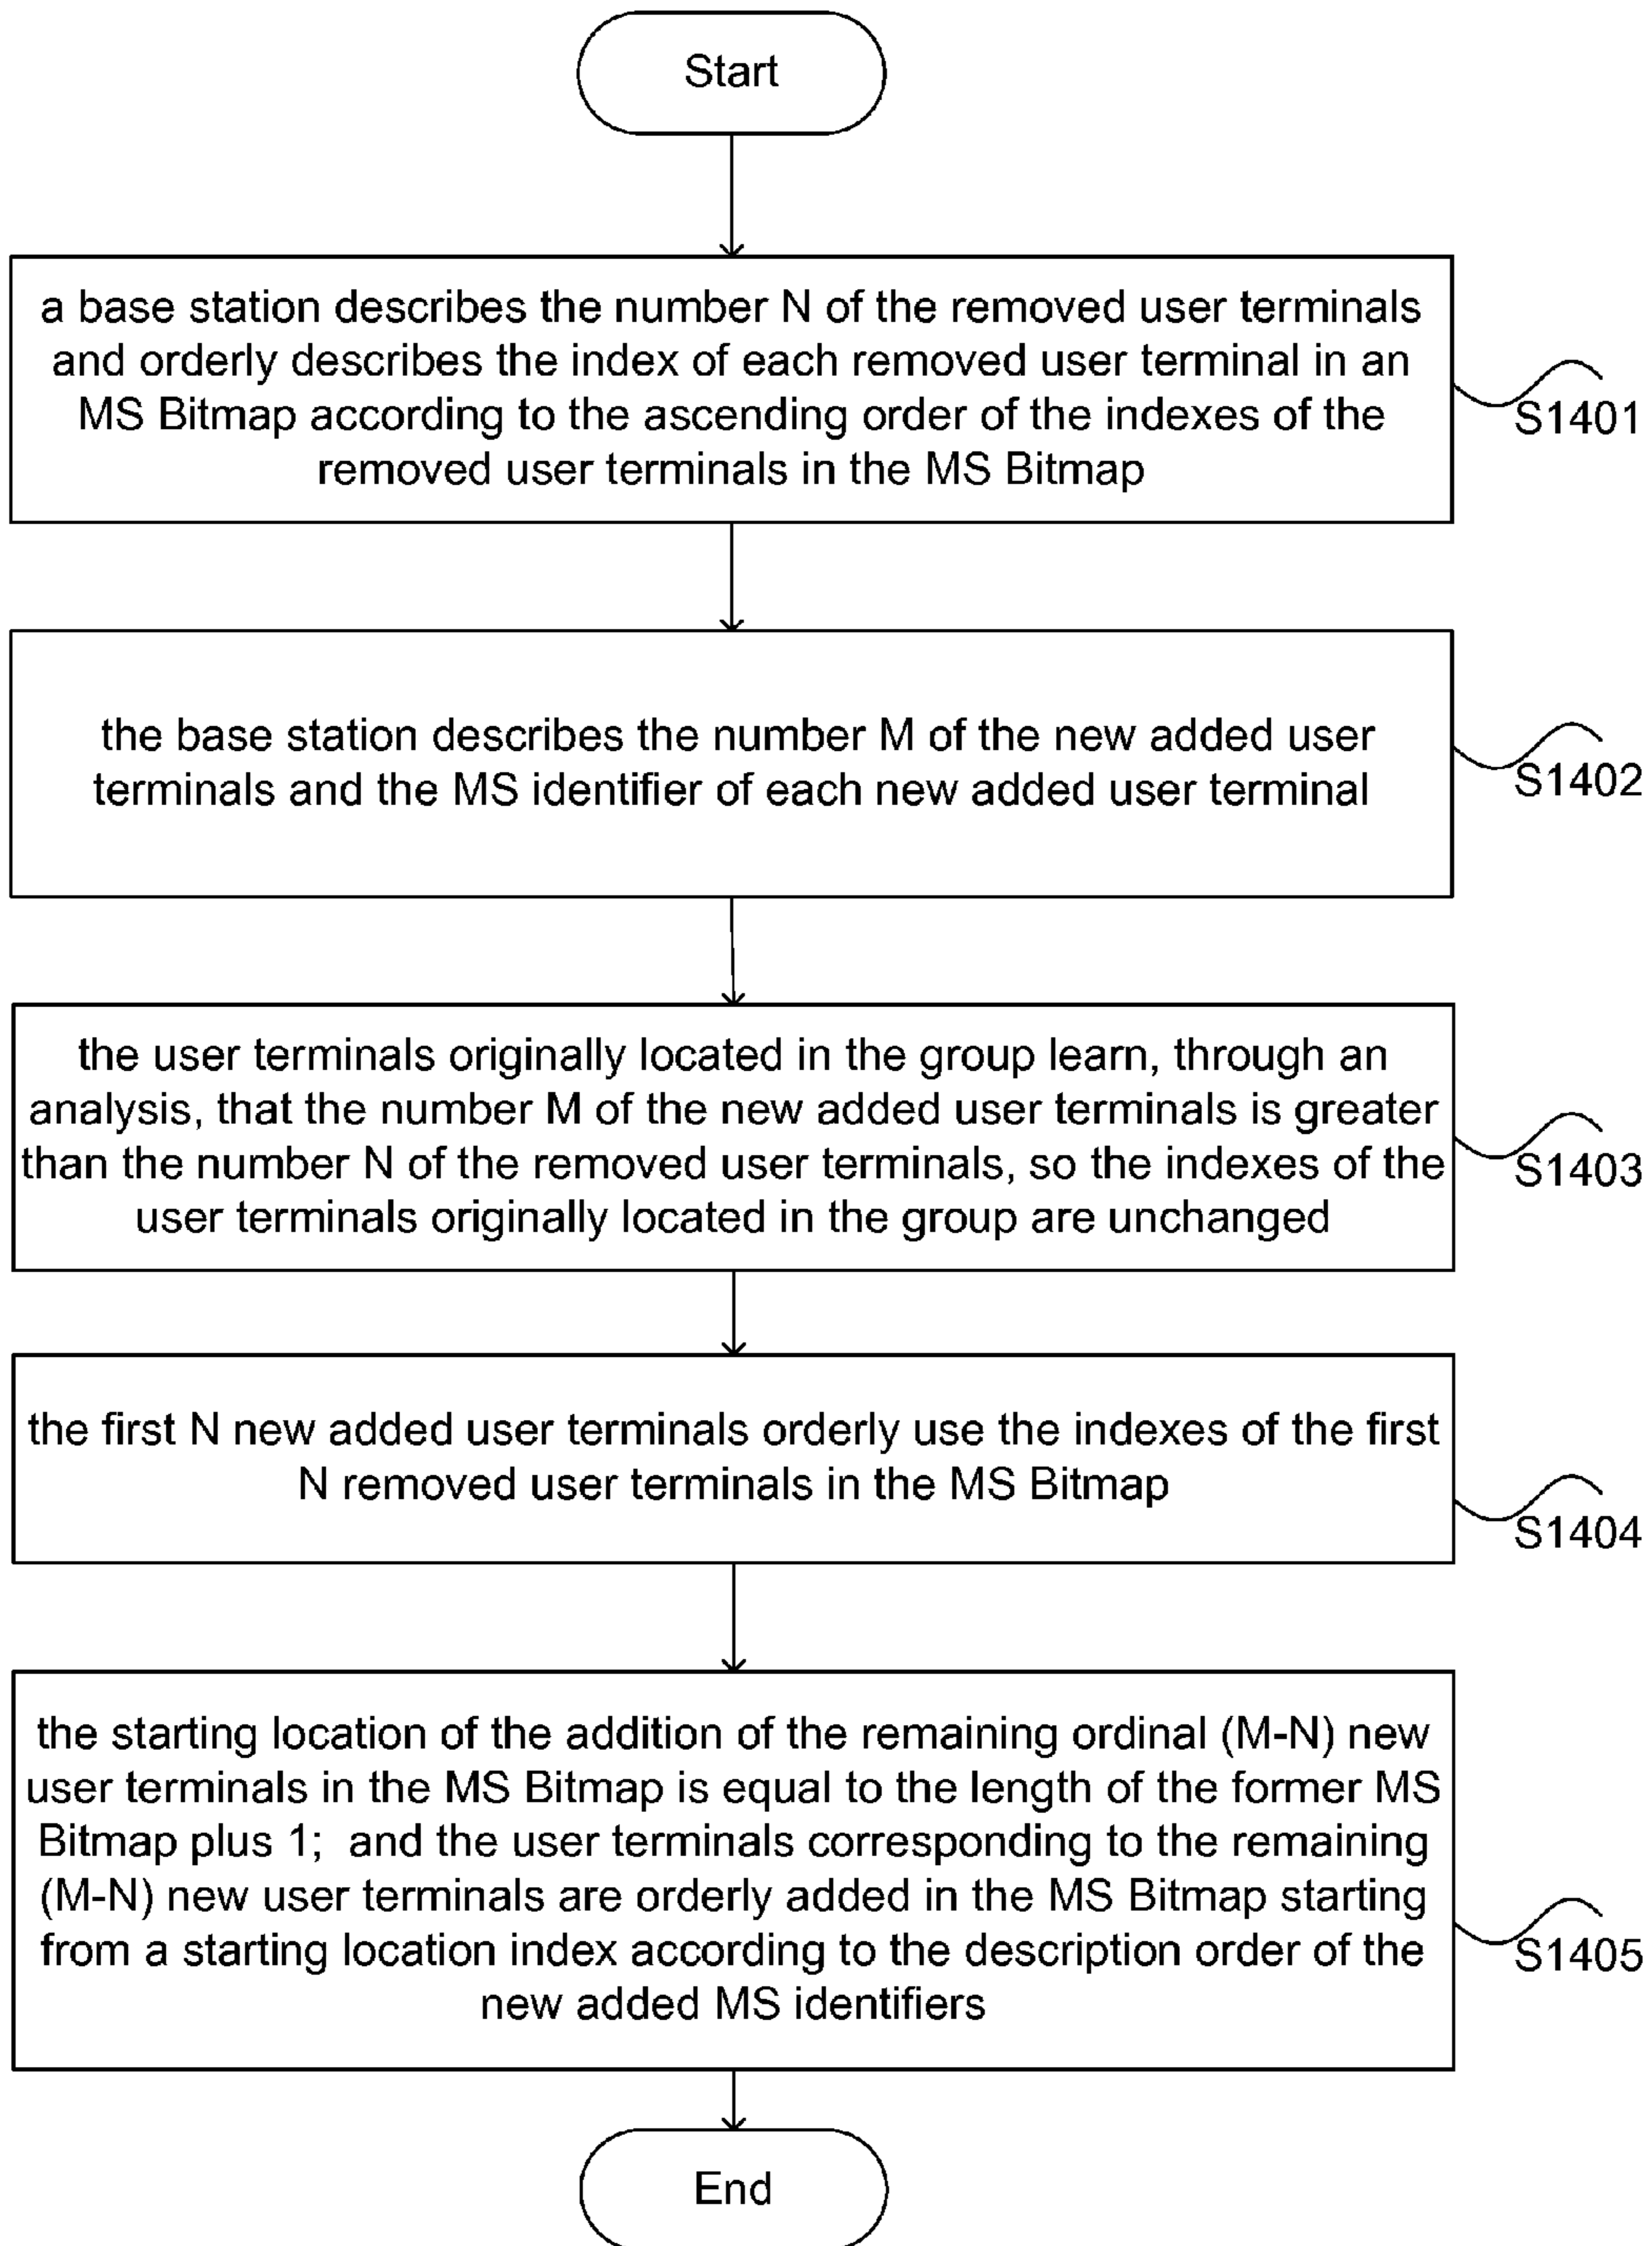 Start
a base station describes the number N of the removed user terminals
and orderly describes the index of each removed user terminal in an
MS Bitmap according to the ascending order of the indexes of the
removed user terminals in the MS Bitmap
S1401
the base station describes the number M of the new added user
terminals and the MS identifier of each new added user terminal
S1402
the user terminals originally located in the group learn, through an
analysis, that the number M of the new added user terminals is greater
than the number N of the removed user terminals, so the indexes of the
user terminals originally located in the group are unchanged
S1403
the first N new added user terminals orderly use the indexes of the first
N removed user terminals in the MS Bitmap
S1404
the starting location of the addition of the remaining ordinal (M-N) new
user terminals in the MS Bitmap is equal to the length of the former MS
Bitmap plus 1; and the user terminals corresponding to the remaining
(M-N) new user terminals are orderly added in the MS Bitmap starting
from a starting location index according to the description order of the
new added MS identifiers
S1405
End